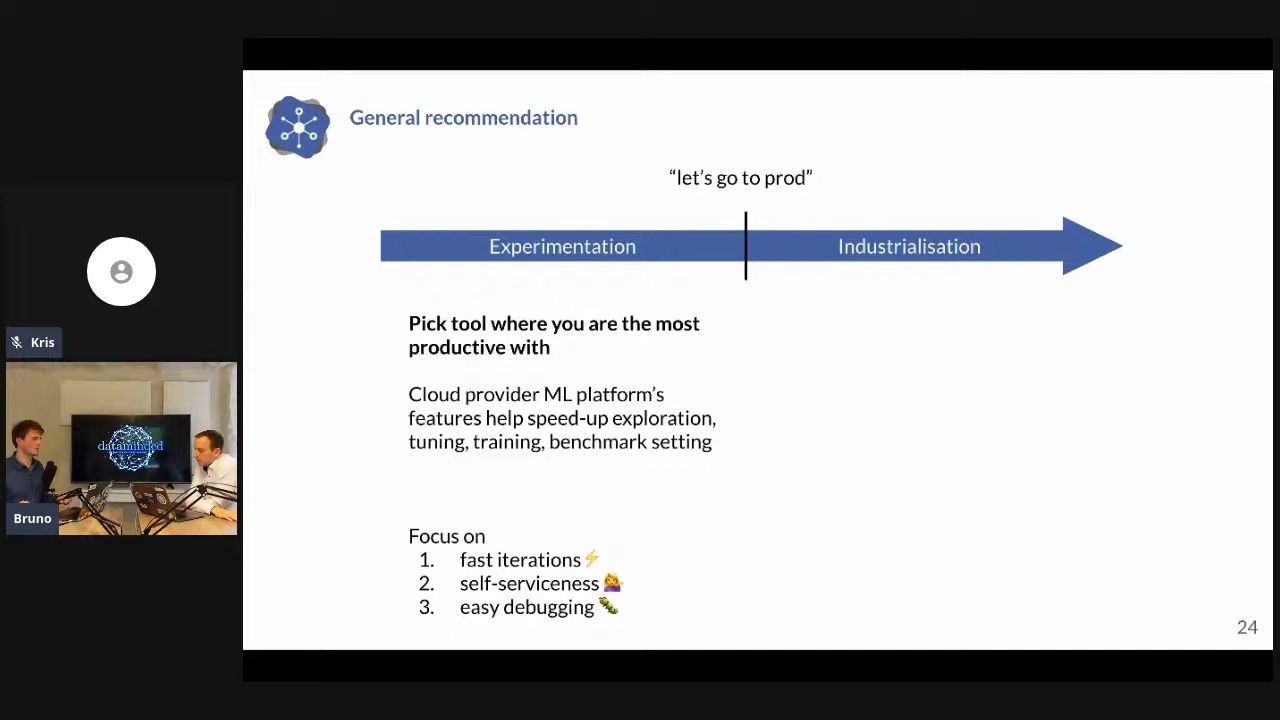 General recommendation
“let’s go to prod”
Experimentation
Industrialisation
Pick tool where you are the most
productive with
Cloud provider ML platform’s
features help speed-up exploration,
tuning, training, benchmark setting
Focus on
1. fast iterations⚡
2. self-serviceness 💁‍♀️
3. easy debugging 🐛
24
Kris
dataminded
Bruno